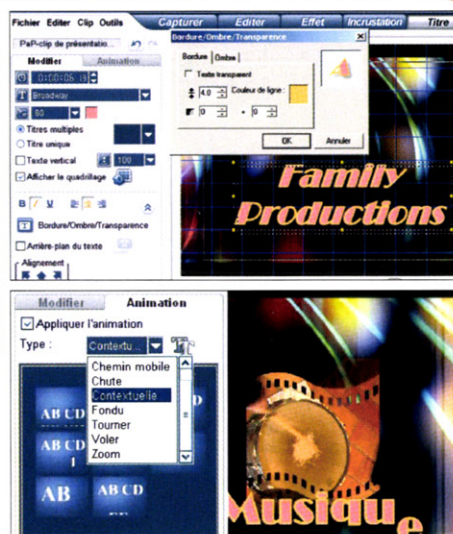 Fichier Editer Clip Outils
Capturer Editer Effet Incrustation Titre
PaP-clip de présentatio...
Modifier Animation
Broadway
Titres multiples
Titre unique
Texte vertical 100
Afficher le quadrillage
B I U
Bordure/Ombre/Transparence
Arrière-plan du texte
Alignement
Bordure/Ombre/Transparence
Bordure Ombre
Texte transparent
4.0 Couleur de ligne :
0 0
OK Annuler
Family
Productions
Modifier Animation
Appliquer l'animation
Type : Contextu...
Chemin mobile
Chute
Contextuelle
Fondu
Tourner
Voler
Zoom
AB CD
AB CD
AB
AB CD
Musique